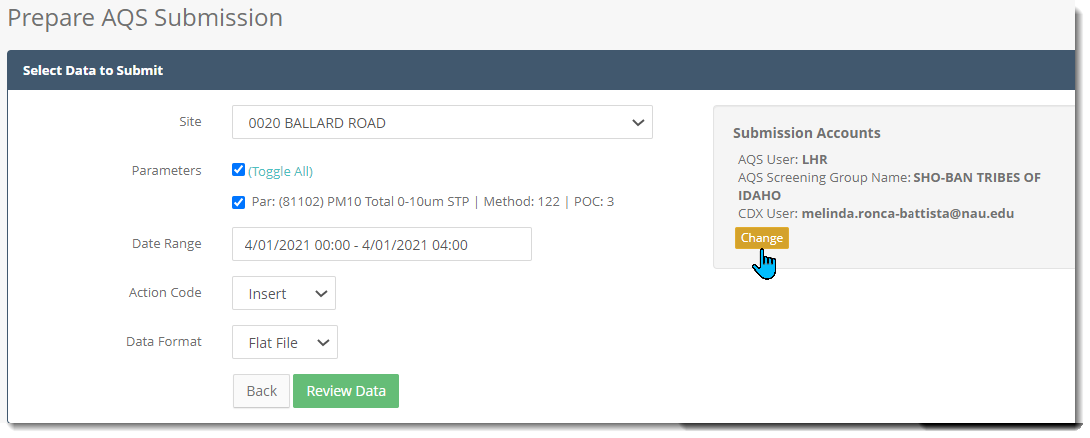 Prepare AQS Submission
Select Data to Submit
Site
0020 BALLARD ROAD
Parameters
(Toggle All)
Par: (81102) PM10 Total 0-10um STP | Method: 122 | POC: 3
Date Range
4/01/2021 00:00 - 4/01/2021 04:00
Action Code
Insert
Data Format
Flat File
Back
Review Data
Submission Accounts
AQS User: LHR
AQS Screening Group Name: SHO-BAN TRIBES OF
IDAHO
CDX User: melinda.ronca-battista@nau.edu
Change